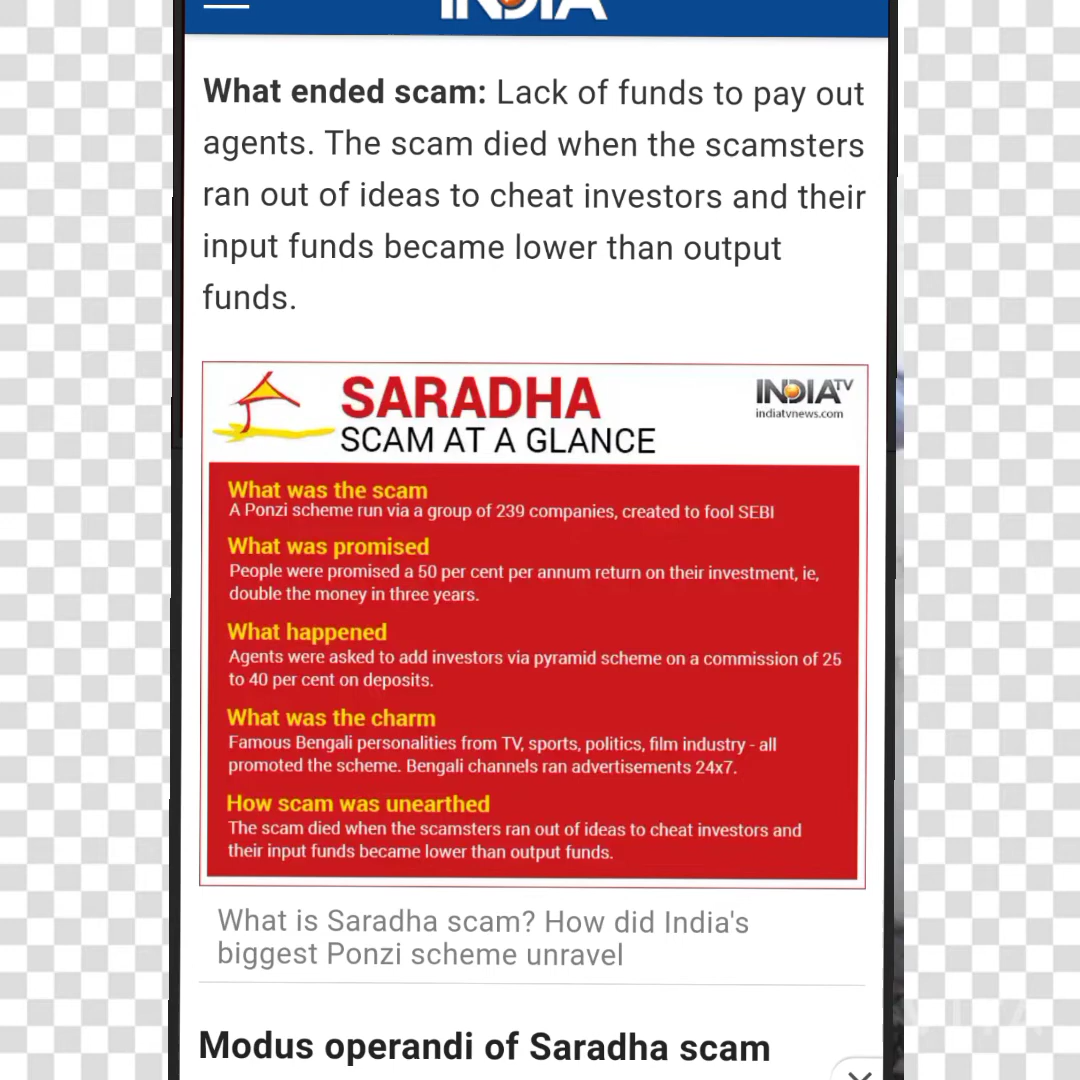 INDIA
What ended scam: Lack of funds to pay out
agents. The scam died when the scamsters
ran out of ideas to cheat investors and their
input funds became lower than output
funds.
SARADHA
SCAM AT A GLANCE
INDIA TV
indiatvnews.com
What was the scam
A Ponzi scheme run via a group of 239 companies, created to fool SEBI
What was promised
People were promised a 50 per cent per annum return on their investment, ie,
double the money in three years.
What happened
Agents were asked to add investors via pyramid scheme on a commission of 25
to 40 per cent on deposits.
What was the charm
Famous Bengali personalities from TV, sports, politics, film industry - all
promoted the scheme. Bengali channels ran advertisements 24x7.
How scam was unearthed
The scam died when the scamsters ran out of ideas to cheat investors and
their input funds became lower than output funds.
What is Saradha scam? How did India's
biggest Ponzi scheme unravel
Modus operandi of Saradha scam
VITA